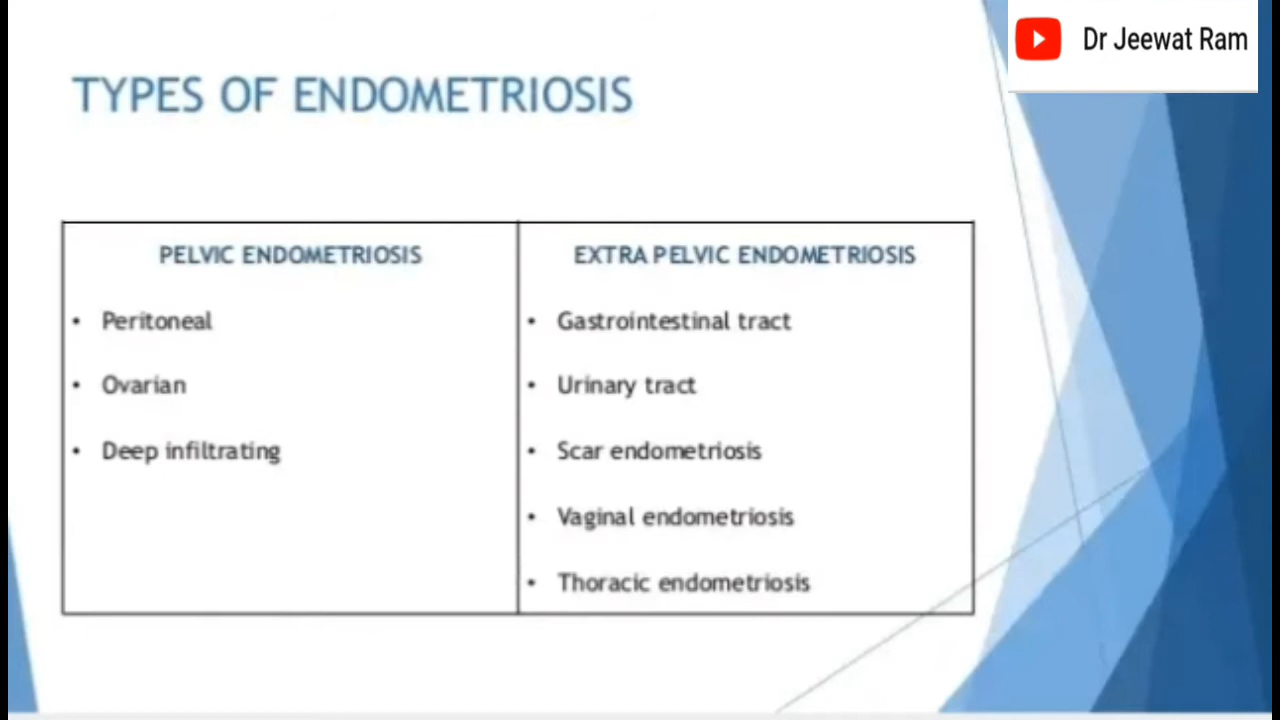 Dr Jeewat Ram
TYPES OF ENDOMETRIOSIS
PELVIC ENDOMETRIOSIS
• Peritoneal
• Ovarian
• Deep infiltrating
EXTRA PELVIC ENDOMETRIOSIS
• Gastrointestinal tract
• Urinary tract
• Scar endometriosis
• Vaginal endometriosis
• Thoracic endometriosis